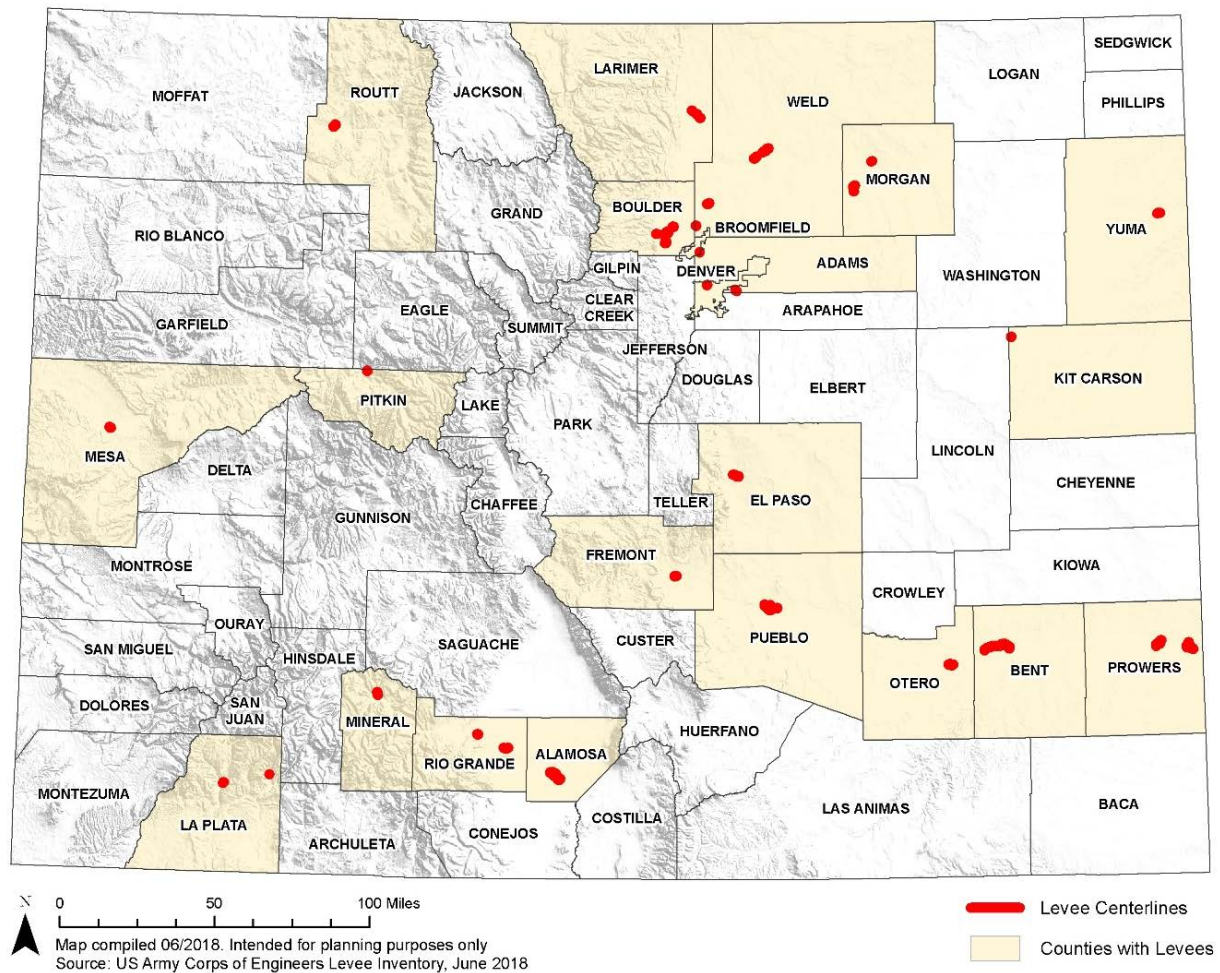 SEDGWICK
LOGAN
LARIMER
JACKSON
ROUTT
MOFFAT
WELD
PHILLIPS
MORGAN
BOULDER
GRAND
YUMA
RIO BLANCO
BROOMFIELD
WASHINGTON
GILPIN
DENVER
ADAMS
CLEAR
CREEK
EAGLE
ARAPAHOE
GARFIELD
SUMMIT
JEFFERSON
DOUGLAS
ELBERT
KIT CARSON
PITKIN
LAKE
PARK
MESA
DELTA
LINCOLN
CHEYENNE
TELLER
EL PASO
CHAFFEE
GUNNISON
FREMONT
MONTROSE
KIOWA
CROWLEY
OURAY
PUEBLO
CUSTER
SAGUACHE
SAN MIGUEL
HINSDALE
BENT
PROWERS
OTERO
DOLORES
SAN
JUAN
MINERAL
HUERFANO
ALAMOSA
RIO GRANDE
MONTEZUMA
LA PLATA
LAS ANIMAS
BACA
COSTILLA
CONEJOS
ARCHULETA
N
0 50 100 Miles
Levee Centerlines
Map compiled 06/2018. Intended for planning purposes only
Counties with Levees
Source: US Army Corps of Engineers Levee Inventory, June 2018